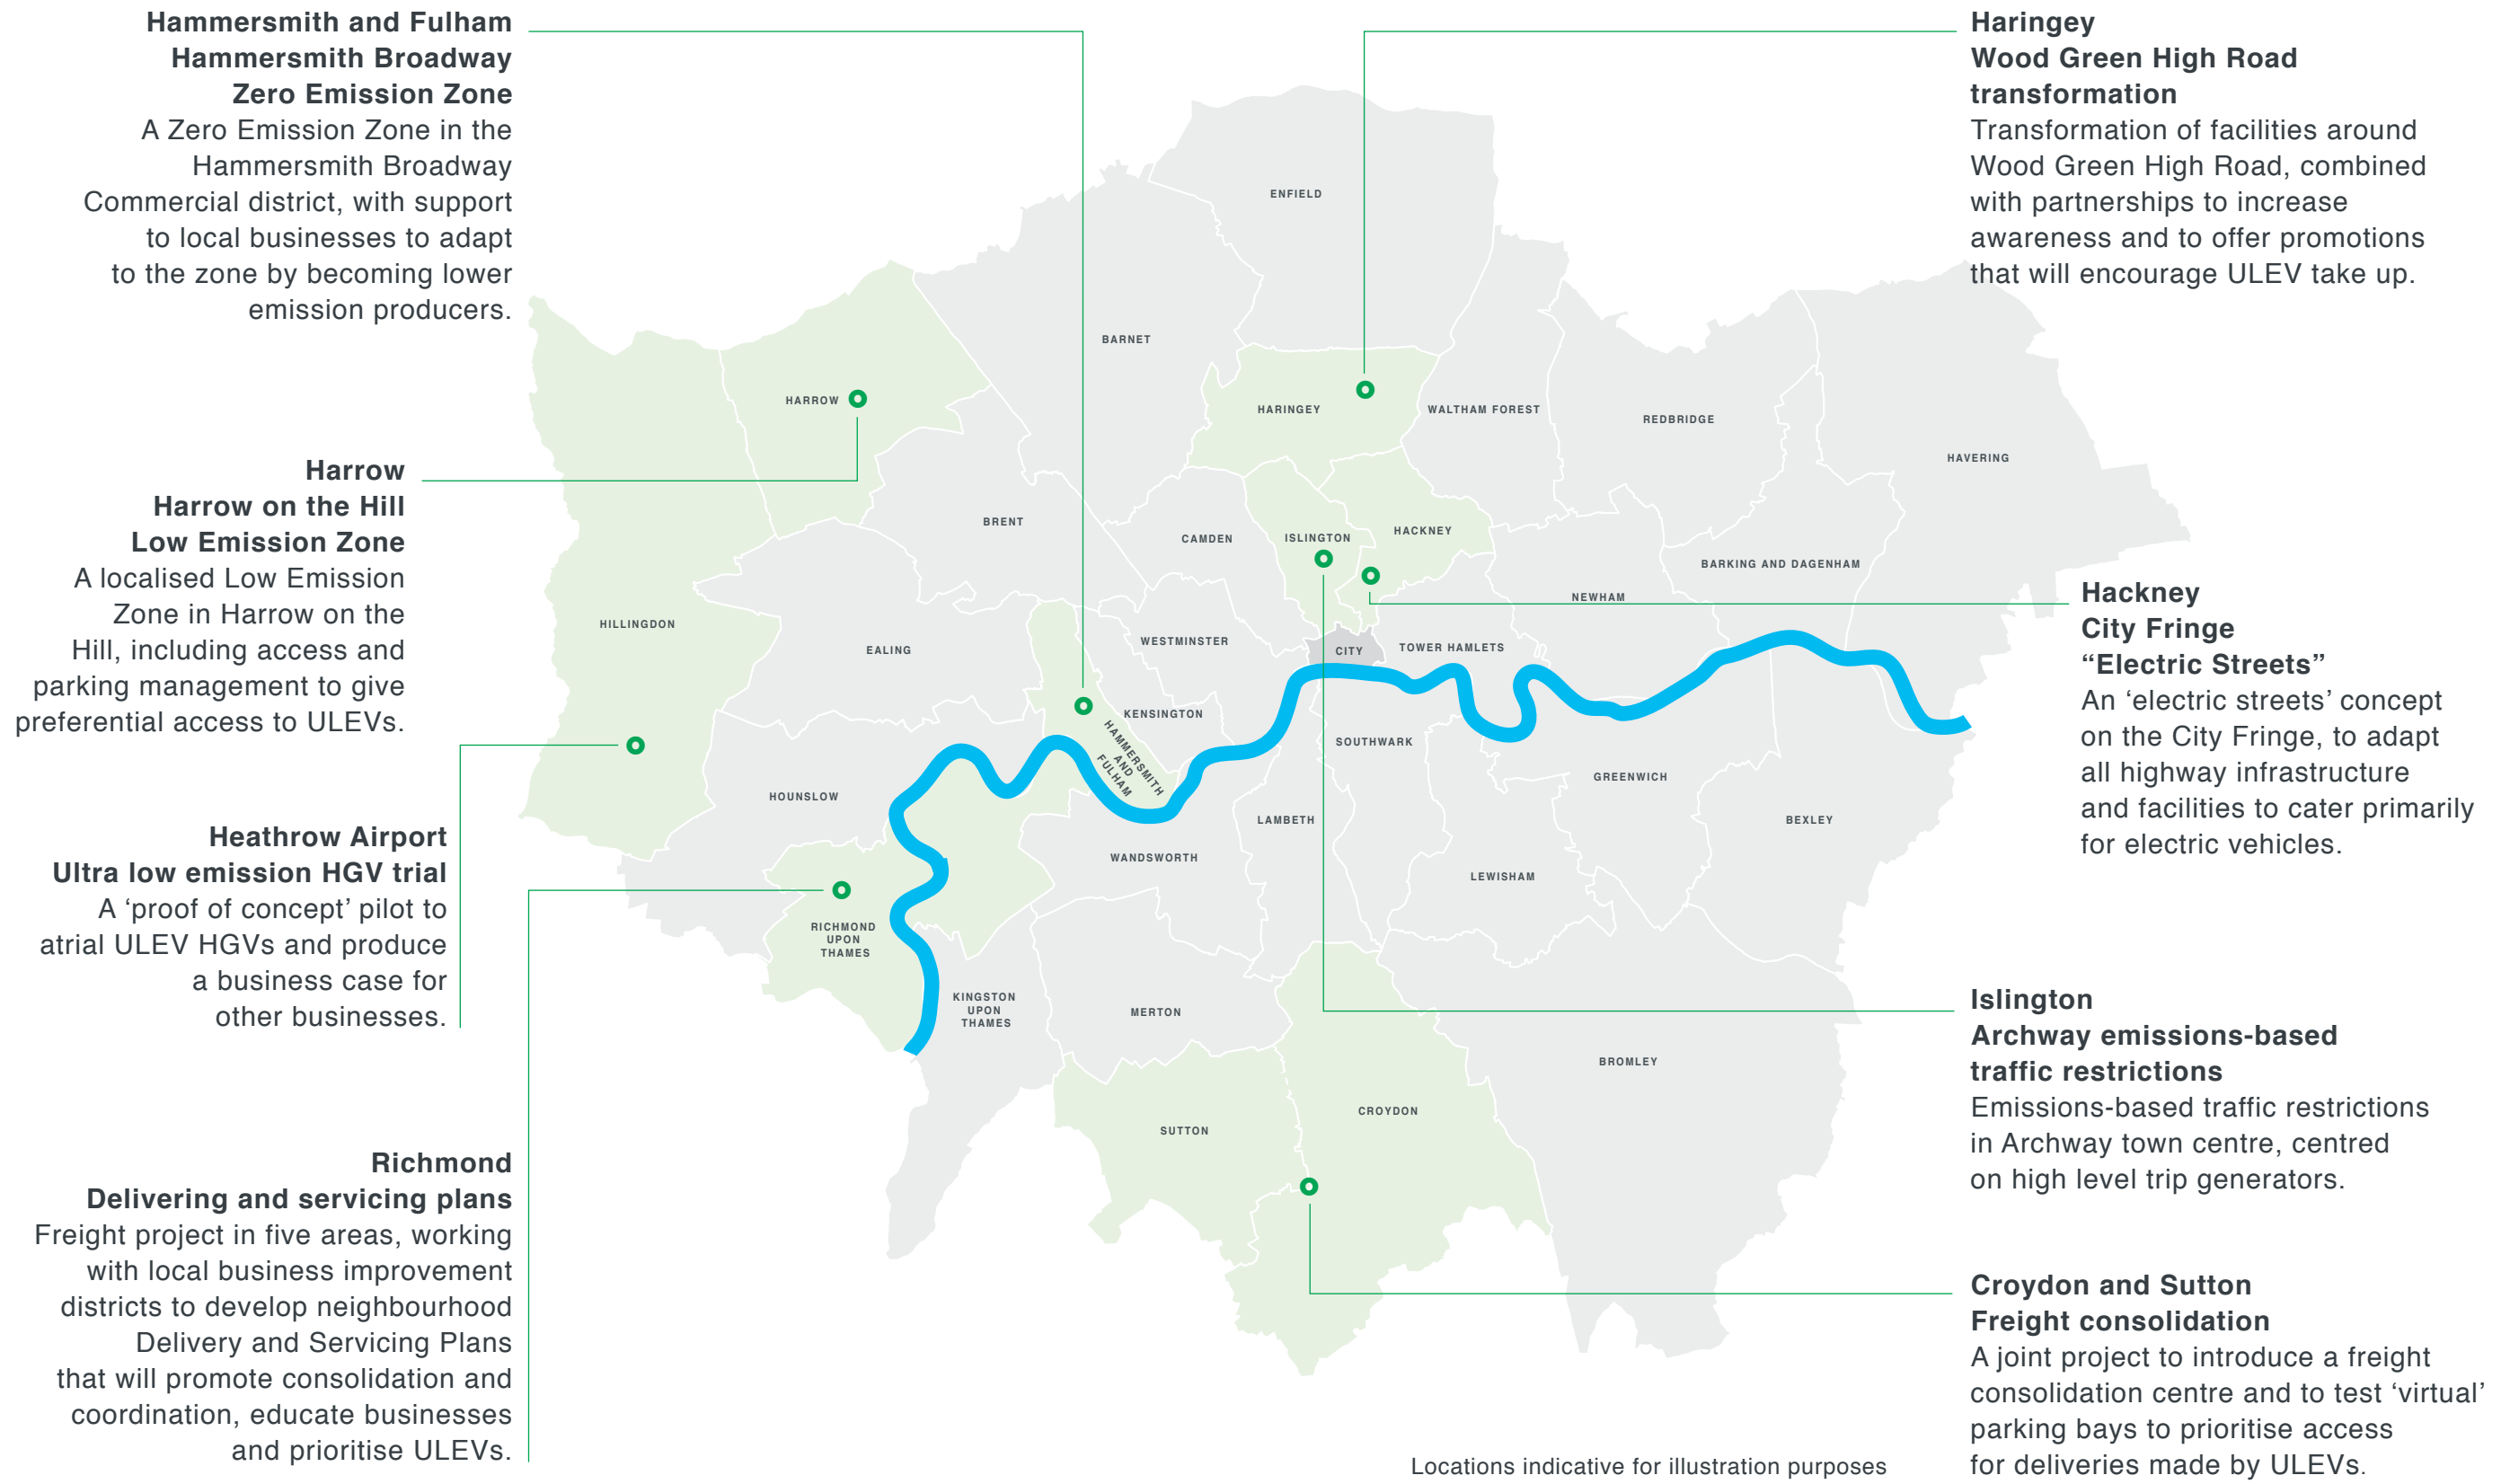 Hammersmith and Fulham
Hammersmith Broadway
Zero Emission Zone
A Zero Emission Zone in the
Hammersmith Broadway
Commercial district, with support
to local businesses to adapt
to the zone by becoming lower
emission producers.
Harrow
Harrow on the Hill
Low Emission Zone
A localised Low Emission
Zone in Harrow on the
Hill, including access and
parking management to give
preferential access to ULEVs.
Heathrow Airport
Ultra low emission HGV trial
A ‘proof of concept’ pilot to
atrial ULEV HGVs and produce
a business case for
other businesses.
Richmond
Delivering and servicing plans
Freight project in five areas, working
with local business improvement
districts to develop neighbourhood
Delivery and Servicing Plans
that will promote consolidation and
coordination, educate businesses
and prioritise ULEVs.
ENFIELD
BARNET
HARROW
HARINGEY
WALTHAM FOREST
REDBRIDGE
HAVERING
BRENT
CAMDEN
ISLINGTON
HACKNEY
BARKING AND DAGENHAM
NEWHAM
HILLINGDON
EALING
WESTMINSTER
CITY
TOWER HAMLETS
KENSINGTON
HAMMERSMITH
AND
FULHAM
SOUTHWARK
GREENWICH
HOUNSLOW
LAMBETH
BEXLEY
WANDSWORTH
LEWISHAM
RICHMOND
UPON
THAMES
KINGSTON
UPON
THAMES
MERTON
BROMLEY
CROYDON
SUTTON
Haringey
Wood Green High Road
transformation
Transformation of facilities around
Wood Green High Road, combined
with partnerships to increase
awareness and to offer promotions
that will encourage ULEV take up.
Hackney
City Fringe
“Electric Streets”
An ‘electric streets’ concept
on the City Fringe, to adapt
all highway infrastructure
and facilities to cater primarily
for electric vehicles.
Islington
Archway emissions-based
traffic restrictions
Emissions-based traffic restrictions
in Archway town centre, centred
on high level trip generators.
Croydon and Sutton
Freight consolidation
A joint project to introduce a freight
consolidation centre and to test ‘virtual’
parking bays to prioritise access
for deliveries made by ULEVs.
Locations indicative for illustration purposes